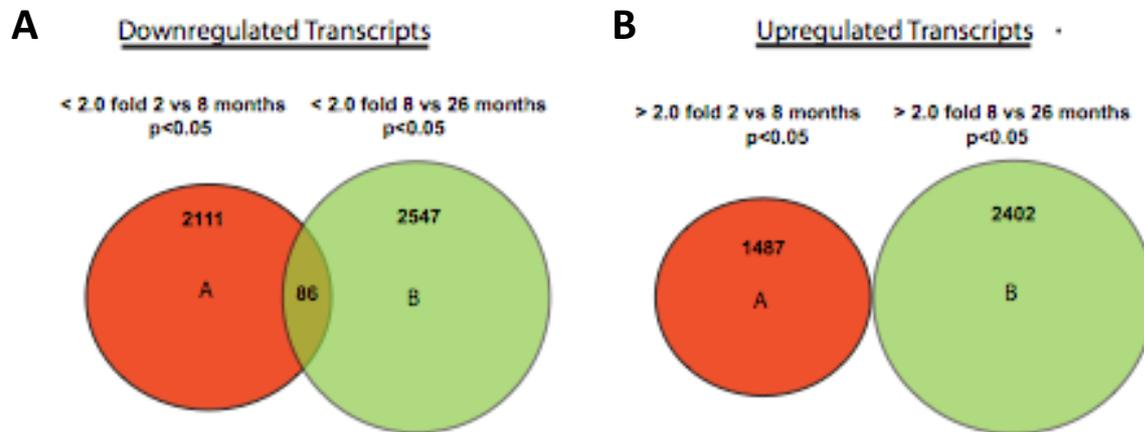 A
Downregulated Transcripts
< 2.0 fold 2 vs 8 months
p<0.05
< 2.0 fold 8 vs 26 months
p<0.05
2111
2547
A
86
B
B
Upregulated Transcripts
> 2.0 fold 2 vs 8 months
p<0.05
> 2.0 fold 8 vs 26 months
p<0.05
1487
2402
A
B